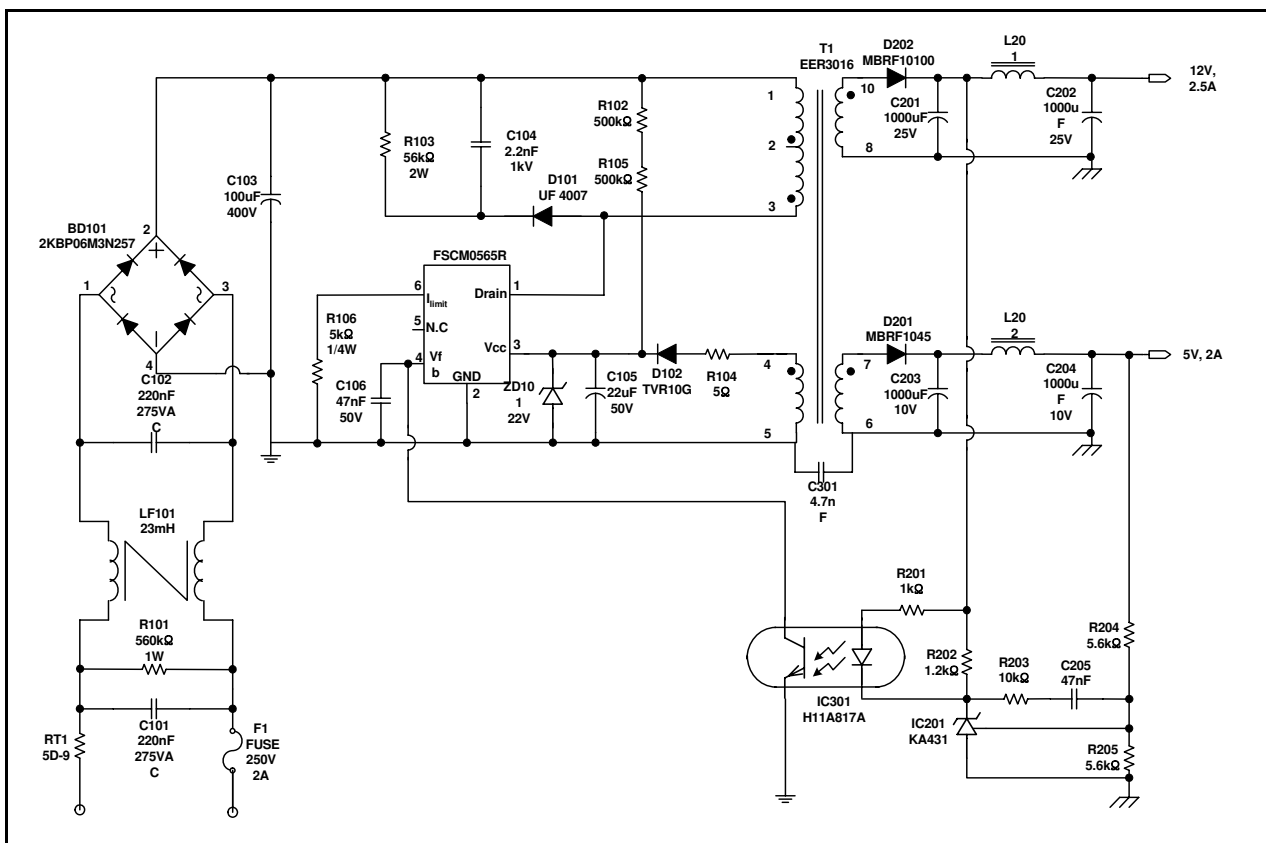 T1
EER3016
D202
MBRF10100
L20
1
12V,
2.5A
1
2
3
10
8
C201
1000uF
25V
C202
1000u
F
25V
R102
500kΩ
R103
56kΩ
2W
C104
2.2nF
1kV
R105
500kΩ
D101
UF 4007
C103
100uF
400V
BD101
2KBP06M3N257
2
1
3
4
FSCM0565R
6
Ilimit
5
N.C
4
Vf
b
Drain
1
Vcc
3
GND
2
R106
5kΩ
1/4W
C106
47nF
50V
ZD10
1
22V
C105
22uF
50V
D102
TVR10G
R104
5Ω
4
5
7
6
D201
MBRF1045
L20
2
5V, 2A
C203
1000uF
10V
C204
1000u
F
10V
C102
220nF
275VA
C
C301
4.7n
F
LF101
23mH
R101
560kΩ
1W
C101
220nF
275VA
C
RT1
5D-9
F1
FUSE
250V
2A
R201
1kΩ
R202
1.2kΩ
R203
10kΩ
C205
47nF
R204
5.6kΩ
IC301
H11A817A
IC201
KA431
R205
5.6kΩ